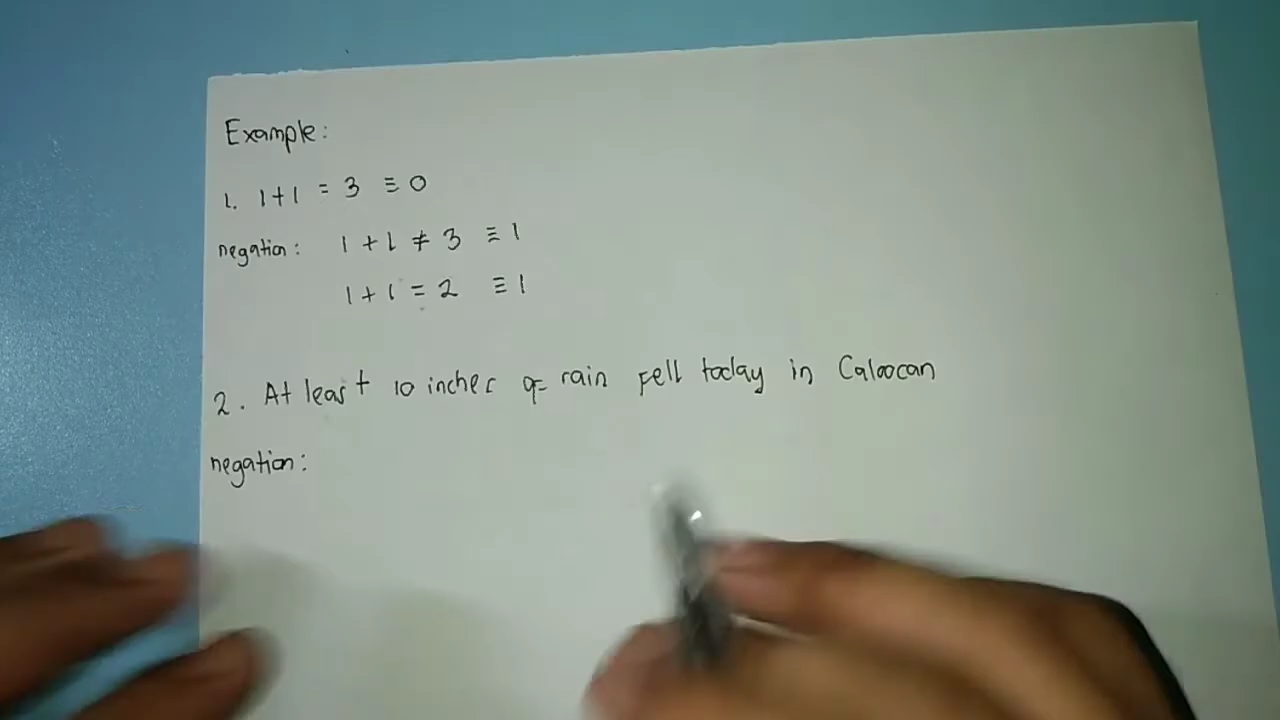 Example:
1. 1+1 = 3 ≡ 0
negation: 1 + 1 ≠ 3 ≡ 1
1 + 1 = 2 ≡ 1
2. At least 10 inches of rain fell today in Caloocan
negation: